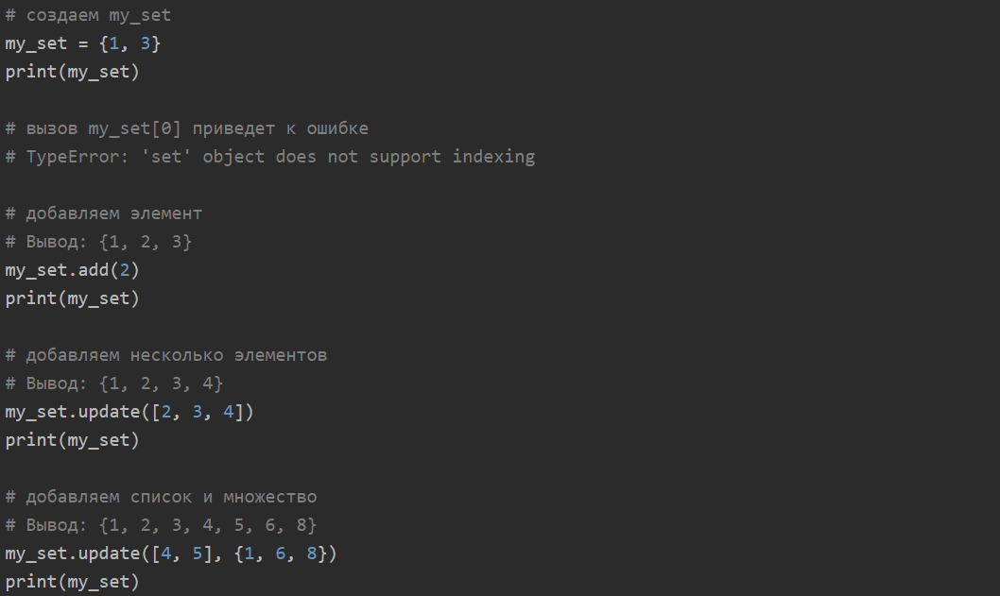 # создаем my_set
my_set = {1, 3}
print(my_set)
# вызов my_set[0] приведет к ошибке
# TypeError: 'set' object does not support indexing
# добавляем элемент
# Вывод: {1, 2, 3}
my_set.add(2)
print(my_set)
# добавляем несколько элементов
# Вывод: {1, 2, 3, 4}
my_set.update([2, 3, 4])
print(my_set)
# добавляем список и множество
# Вывод: {1, 2, 3, 4, 5, 6, 8}
my_set.update([4, 5], {1, 6, 8})
print(my_set)